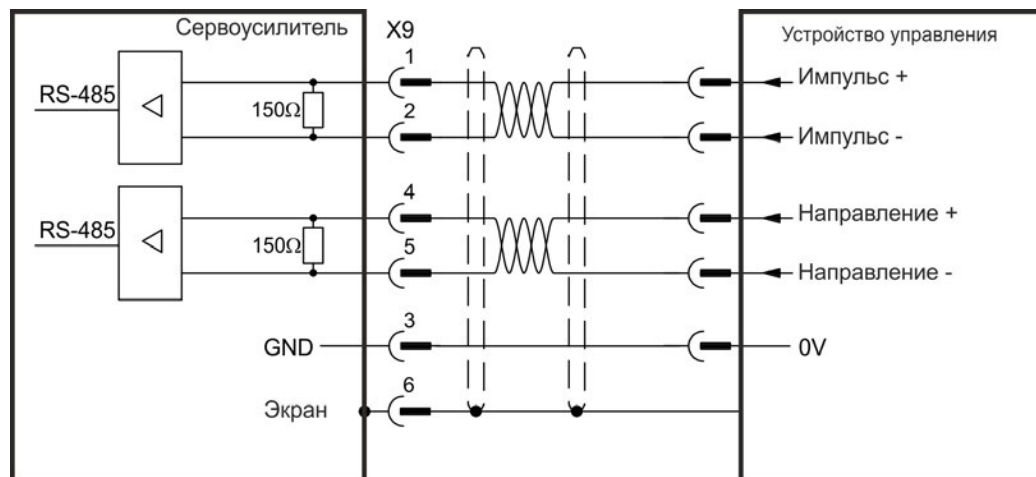 Сервоусилитель
X9
Устройство управления
1
Импульс +
RS-485
150Ω
2
Импульс -
4
Направление +
RS-485
150Ω
5
Направление -
3
GND
0V
6
Экран